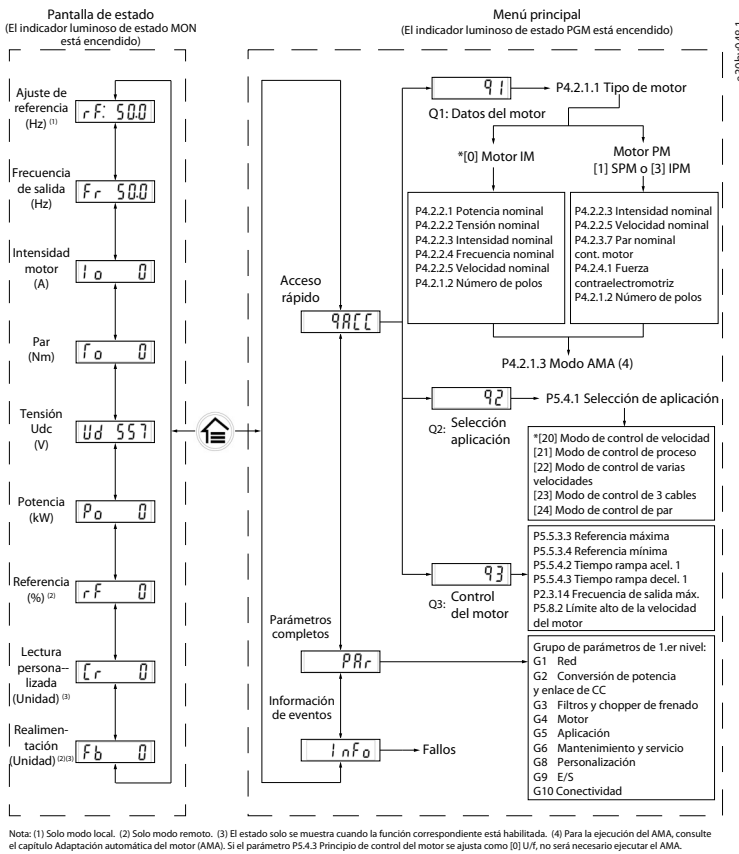 Pantalla de estado
(El indicador luminoso de estado MON
está encendido)
Ajuste de
referencia
(Hz) (1)
rF: 50.0
Frecuencia
de salida
(Hz)
Fr 50.0
Intensidad
motor
(A)
Io 0
Par
(Nm)
To 0
Tensión
Udc
(V)
Ud 557
Potencia
(kW)
Po 0
Referencia
(%) (2)
rF 0
Lectura
persona--
lizada
(Unidad) (3)
Cr 0
Realimen-
tación
(Unidad) (2)(3)
Fb 0
Menú principal
(El indicador luminoso de estado PGM está encendido)
Acceso
rápido
qACC
q1
Q1: Datos del motor
P4.2.1.1 Tipo de motor
*[0] Motor IM
Motor PM
[1] SPM o [3] IPM
P4.2.2.1 Potencia nominal
P4.2.2.2 Tensión nominal
P4.2.2.3 Intensidad nominal
P4.2.2.4 Frecuencia nominal
P4.2.2.5 Velocidad nominal
P4.2.1.2 Número de polos
P4.2.2.3 Intensidad nominal
P4.2.2.5 Velocidad nominal
P4.2.3.7 Par nominal
cont. motor
P4.2.4.1 Fuerza
contraelectromotriz
P4.2.1.2 Número de polos
P4.2.1.3 Modo AMA (4)
q2
Q2: Selección
aplicación
P5.4.1 Selección de aplicación
*[20] Modo de control de velocidad
[21] Modo de control de proceso
[22] Modo de control de varias
velocidades
[23] Modo de control de 3 cables
[24] Modo de control de par
q3
Q3: Control
del motor
P5.5.3.3 Referencia máxima
P5.5.3.4 Referencia mínima
P5.5.4.2 Tiempo rampa acel. 1
P5.5.4.3 Tiempo rampa decel. 1
P2.3.14 Frecuencia de salida máx.
P5.8.2 Límite alto de la velocidad
del motor
Parámetros
completos
PAr
Grupo de parámetros de 1.er nivel:
G1 Red
G2 Conversión de potencia
y enlace de CC
G3 Filtros y chopper de frenado
G4 Motor
G5 Aplicación
G6 Mantenimiento y servicio
G8 Personalización
G9 E/S
G10 Conectividad
Información
de eventos
InFo
Fallos
Nota: (1) Solo modo local. (2) Solo modo remoto. (3) El estado solo se muestra cuando la función correspondiente está habilitada. (4) Para la ejecución del AMA, consulte
el capítulo Adaptación automática del motor (AMA). Si el parámetro P5.4.3 Principio de control del motor se ajusta como [0] U/f, no será necesario ejecutar el AMA.